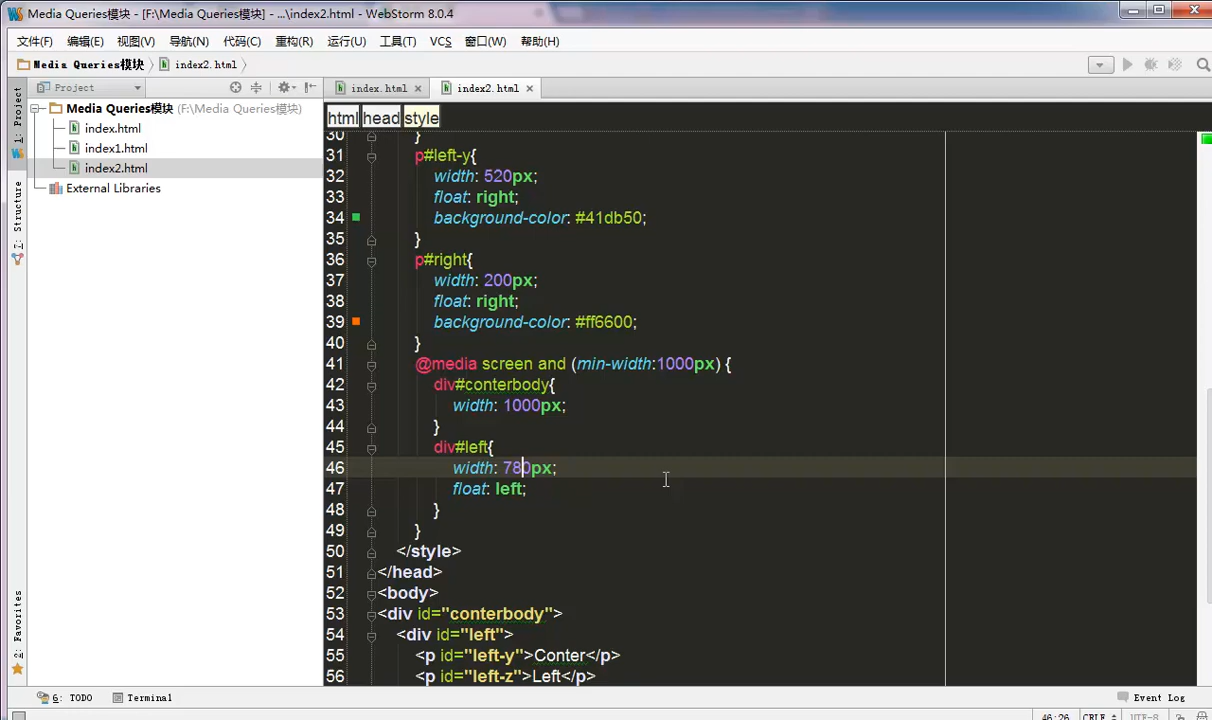 Media Queries模块 - [F:\Media Queries模块] - ...\index2.html - WebStorm 8.0.4
文件(F) 编辑(E) 视图(V) 导航(N) 代码(C) 重构(R) 运行(U) 工具(T) VCS 窗口(W) 帮助(H)
Media Queries模块 index2.html
Project index.html index2.html
1: Project
7: Structure
2: Favorites
Media Queries模块 (F:\Media Queries模块)
index.html
index1.html
index2.html
External Libraries
html head style
30 }
31 p#left-y{
32 width: 520px;
33 float: right;
34 background-color: #41db50;
35 }
36 p#right{
37 width: 200px;
38 float: right;
39 background-color: #ff6600;
40 }
41 @media screen and (min-width:1000px) {
42 div#conterbody{
43 width: 1000px;
44 }
45 div#left{
46 width: 780px;
47 float: left;
48 }
49 }
50 </style>
51 </head>
52 <body>
53 <div id="conterbody">
54 <div id="left">
55 <p id="left-y">Conter</p>
56 <p id="left-z">Left</p>
6: TODO Terminal Event Log
46:26 CRLF UTF-8